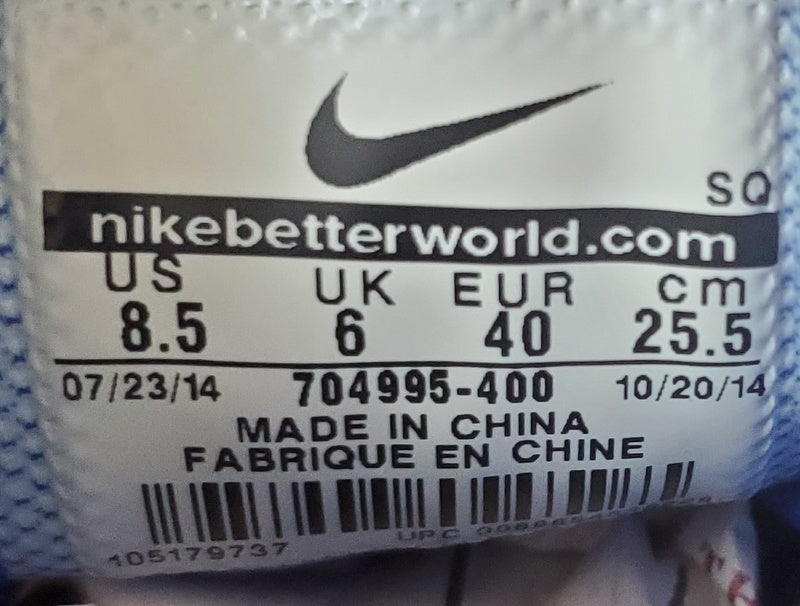 SQ
nikebetterworld.com
US UK EUR cm
8.5 6 40 25.5
07/23/14 704995-400 10/20/14
MADE IN CHINA
FABRIQUE EN CHINE
UPC
105179737